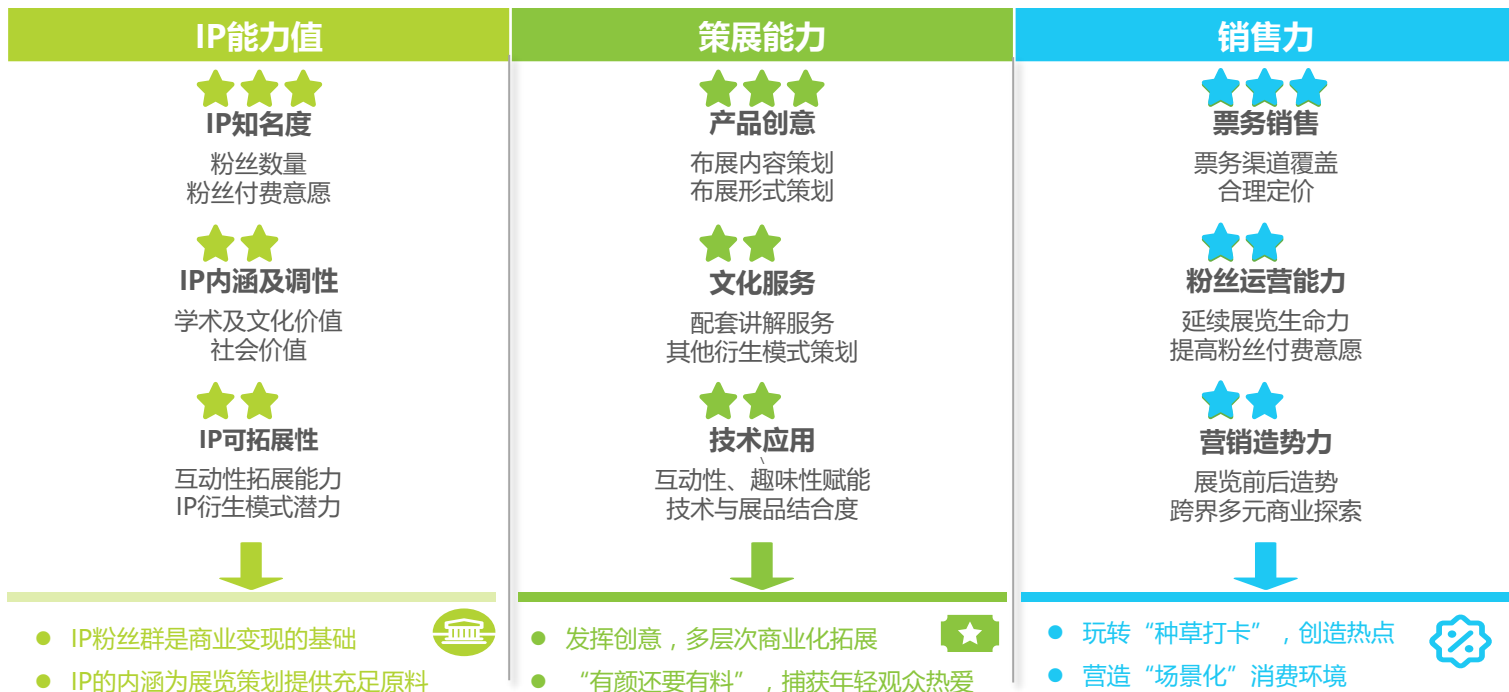 IP能力值
IP知名度
粉丝数量
粉丝付费意愿
IP内涵及调性
学术及文化价值
社会价值
IP可拓展性
互动性拓展能力
IP衍生模式潜力
IP粉丝群是商业变现的基础
IP的内涵为展览策划提供充足原料
策展能力
产品创意
布展内容策划
布展形式策划
文化服务
配套讲解服务
其他衍生模式策划
技术应用
\
互动性、趣味性赋能
技术与展品结合度
发挥创意，多层次商业化拓展
“有颜还要有料”，捕获年轻观众热爱
销售力
票务销售
票务渠道覆盖
合理定价
粉丝运营能力
延续展览生命力
提高粉丝付费意愿
营销造势力
展览前后造势
跨界多元商业探索
玩转“种草打卡”，创造热点
营造“场景化”消费环境